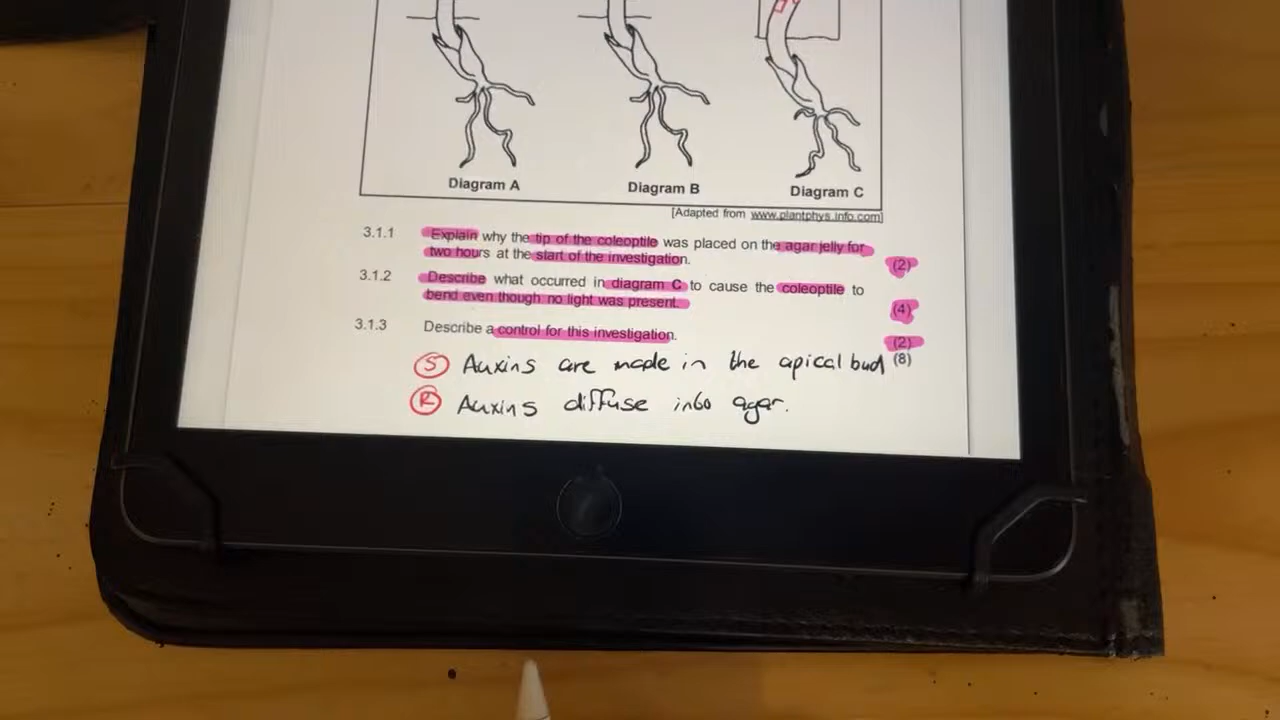 Diagram A
Diagram B
Diagram C
[Adapted from www.plantphys.info.com]
3.1.1 Explain why the tip of the coleoptile was placed on the agar jelly for
two hours at the start of the investigation. (2)
3.1.2 Describe what occurred in diagram C to cause the coleoptile to
bend even though no light was present. (4)
3.1.3 Describe a control for this investigation. (2)
(8)
S Auxins are made in the apical bud
R Auxins diffuse into agar.